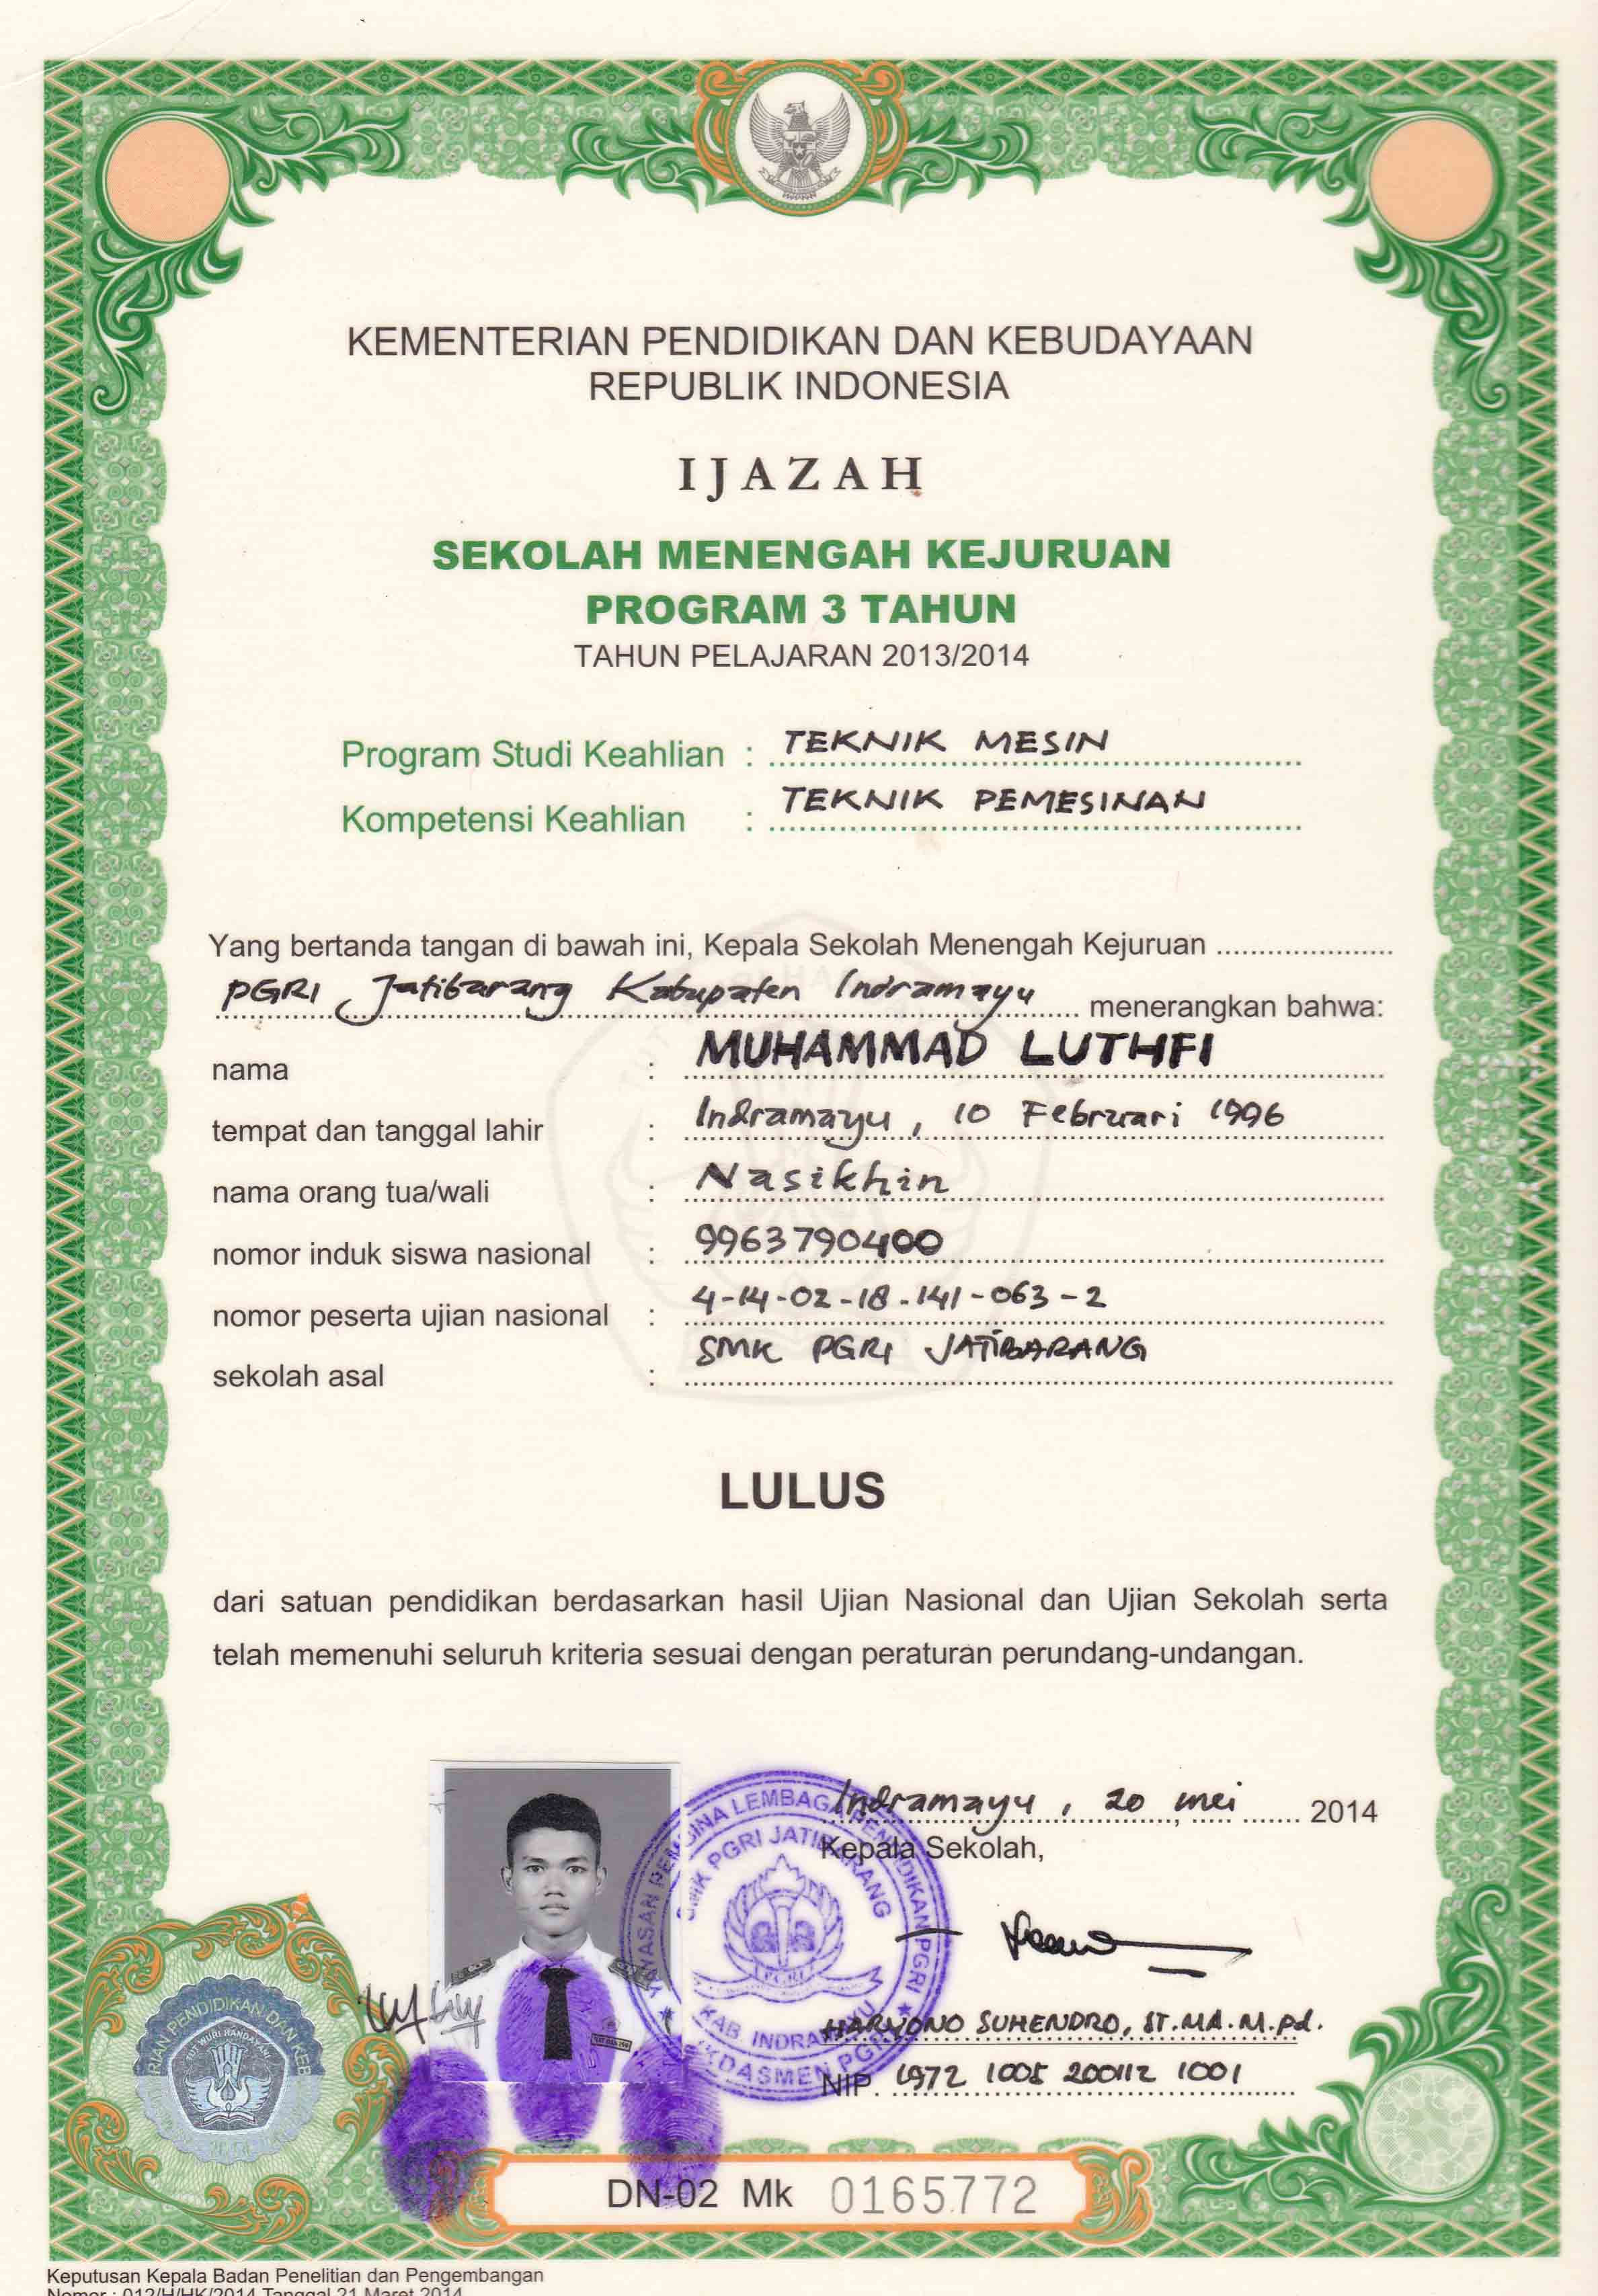 KEMENTERIAN PENDIDIKAN DAN KEBUDAYAAN
REPUBLIK INDONESIA
IJAZAH
SEKOLAH MENENGAH KEJURUAN
PROGRAM 3 TAHUN
TAHUN PELAJARAN 2013/2014
Program Studi Keahlian : TEKNIK MESIN
Kompetensi Keahlian : TEKNIK PEMESINAN
Yang bertanda tangan di bawah ini, Kepala Sekolah Menengah Kejuruan
PGRI Jatibarang Kabupaten Indramayu menerangkan bahwa:
nama : MUHAMMAD LUTHFI
tempat dan tanggal lahir : Indramayu, 10 Februari 1996
nama orang tua/wali : Nasikhin
nomor induk siswa nasional : 9963790400
nomor peserta ujian nasional : 4-14-02-18-141-063-2
sekolah asal : SMK PGRI JATIBARANG
LULUS
dari satuan pendidikan berdasarkan hasil Ujian Nasional dan Ujian Sekolah serta
telah memenuhi seluruh kriteria sesuai dengan peraturan perundang-undangan.
Indramayu, 20 mei 2014
Kepala Sekolah,
YAYASAN PEMBINA LEMBAGA PENDIDIKAN PGRI
SMK PGRI JATIBARANG
PGRI
KAB INDRAMAYU
HARYONO SUHENDRO, ST.Md.M.Pd.
NIP. 1972 1005 200112 1001
TUT WURI HANDAYANI
DN-02 Mk 0165772
Keputusan Kepala Badan Penelitian dan Pengembangan
Nomor : 012/H/HK/2014 Tanggal 21 Maret 2014